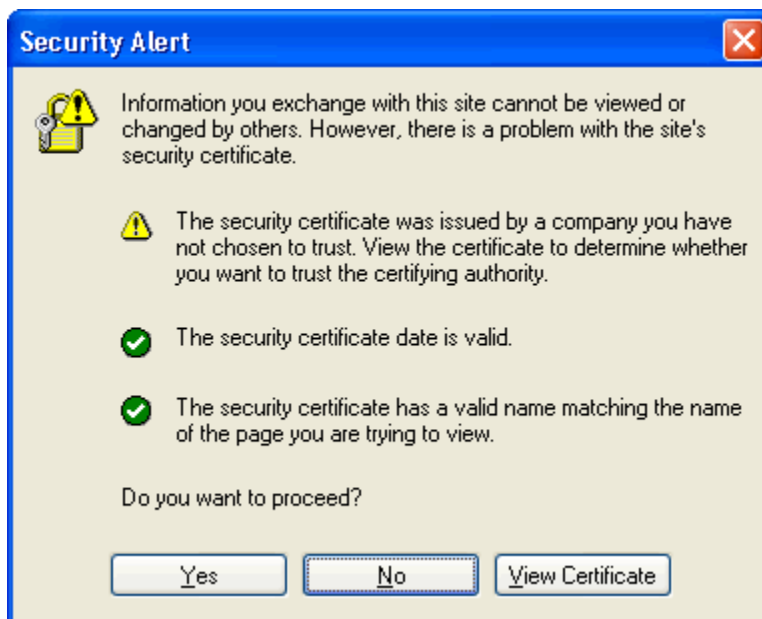 Security Alert
Information you exchange with this site cannot be viewed or
changed by others. However, there is a problem with the site's
security certificate.
The security certificate was issued by a company you have
not chosen to trust. View the certificate to determine whether
you want to trust the certifying authority.
The security certificate date is valid.
The security certificate has a valid name matching the name
of the page you are trying to view.
Do you want to proceed?
Yes No View Certificate